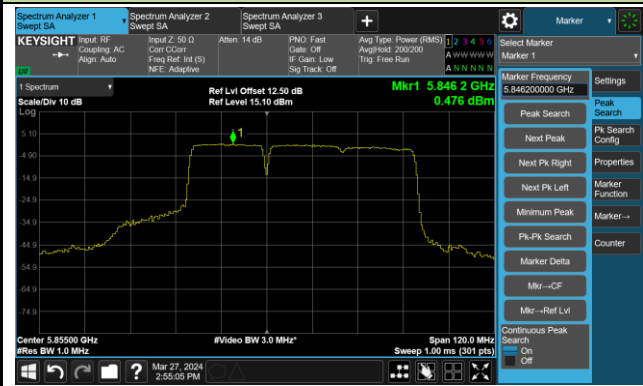 Spectrum Analyzer 1
Swept SA
Spectrum Analyzer 2
Swept SA
Spectrum Analyzer 3
Swept SA
+
Marker
KEYSIGHT
Input: RF
Coupling: AC
Align: Auto
Input Z: 50 Ω
Corr CCorr
Freq Ref: Int (S)
NFE: Adaptive
Atten: 14 dB
PNO: Fast
Gate: Off
IF Gain: Low
Sig Track: Off
Avg Type: Power (RMS)
Avg|Hold: 200/200
Trig: Free Run
1 2 3 4 5 6
A W W W W W
A N N N N N
LXI
Select Marker
Marker 1
1 Spectrum
Scale/Div 10 dB
Ref Lvl Offset 12.50 dB
Ref Level 15.10 dBm
Mkr1 5.846 2 GHz
0.476 dBm
Log
5.10
-4.90
-14.9
-24.9
-34.9
-44.9
-54.9
-64.9
-74.9
1
Center 5.85500 GHz
#Res BW 1.0 MHz
#Video BW 3.0 MHz*
Span 120.0 MHz
Sweep 1.00 ms (301 pts)
Marker Frequency
5.846200000 GHz
Peak Search
Next Peak
Next Pk Right
Next Pk Left
Minimum Peak
Pk-Pk Search
Marker Delta
Mkr→CF
Mkr→Ref Lvl
Continuous Peak
Search
On
Off
Settings
Peak
Search
Pk Search
Config
Properties
Marker
Function
Marker→
Counter
?
Mar 27, 2024
2:55:05 PM